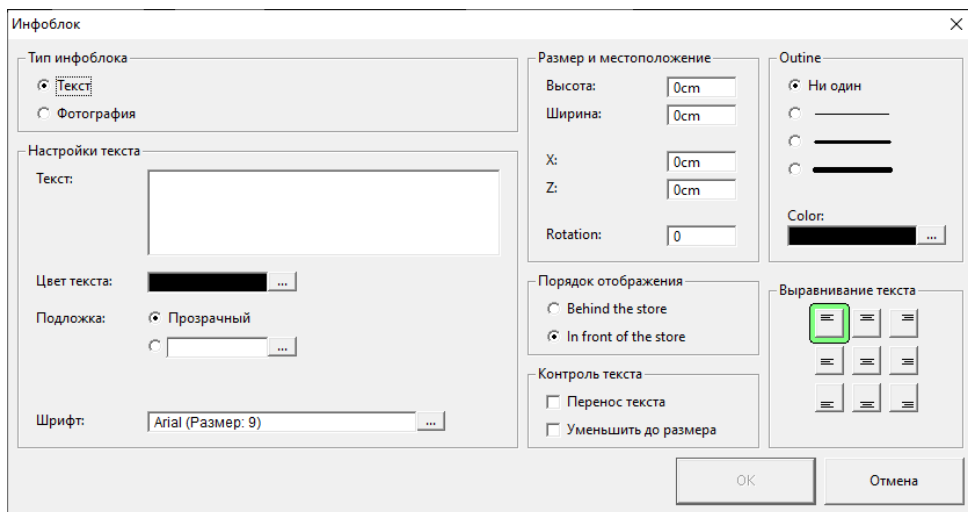 Инфоблок
Тип инфоблока
Текст
Фотография
Настройки текста
Текст:
Цвет текста:
...
Подложка:
Прозрачный
...
Шрифт:
Arial (Размер: 9)
...
Размер и местоположение
Высота:
0cm
Ширина:
0cm
X:
0cm
Z:
0cm
Rotation:
0
Порядок отображения
Behind the store
In front of the store
Контроль текста
Перенос текста
Уменьшить до размера
Outine
Ни один
Color:
...
Выравнивание текста
OK
Отмена